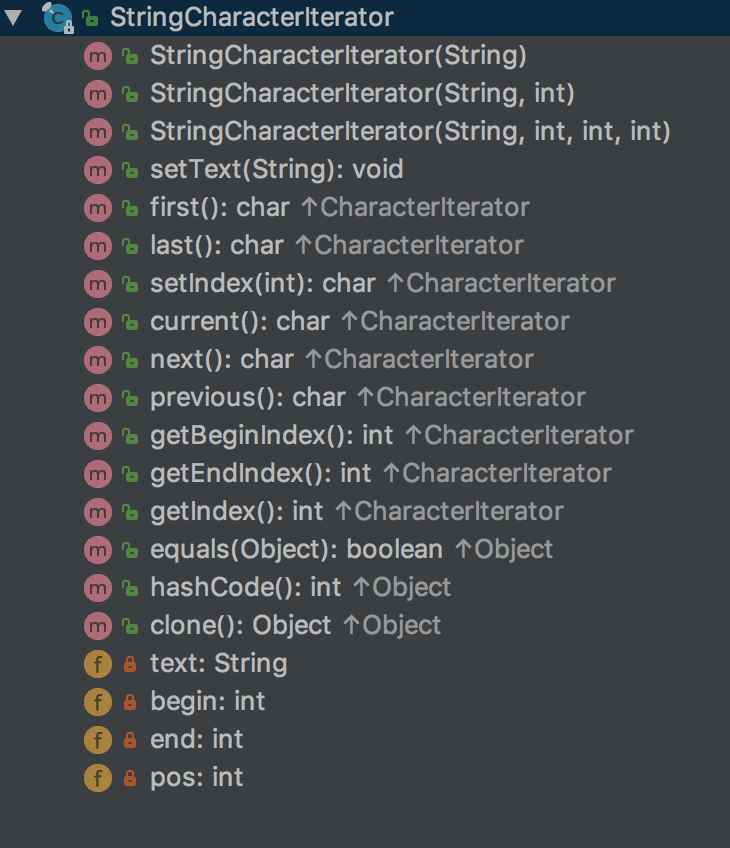 StringCharacterIterator
StringCharacterIterator(String)
StringCharacterIterator(String, int)
StringCharacterIterator(String, int, int, int)
setText(String): void
first(): char ↑CharacterIterator
last(): char ↑CharacterIterator
setIndex(int): char ↑CharacterIterator
current(): char ↑CharacterIterator
next(): char ↑CharacterIterator
previous(): char ↑CharacterIterator
getBeginIndex(): int ↑CharacterIterator
getEndIndex(): int ↑CharacterIterator
getIndex(): int ↑CharacterIterator
equals(Object): boolean ↑Object
hashCode(): int ↑Object
clone(): Object ↑Object
text: String
begin: int
end: int
pos: int